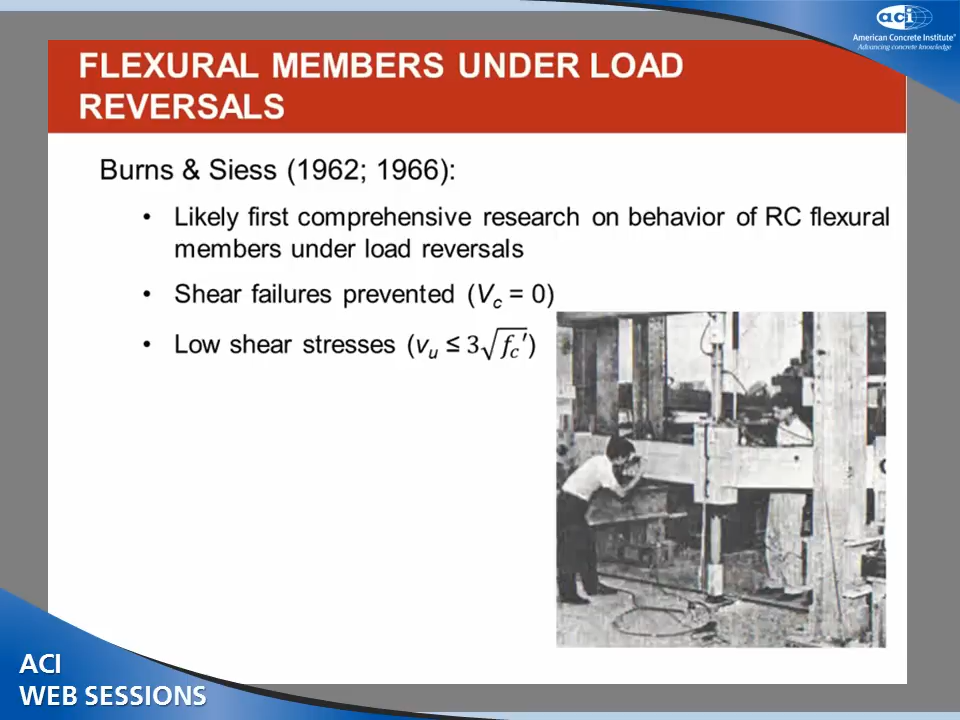 aci
American Concrete Institute®
Advancing concrete knowledge
FLEXURAL MEMBERS UNDER LOAD
REVERSALS
Burns & Siess (1962; 1966):
• Likely first comprehensive research on behavior of RC flexural
members under load reversals
• Shear failures prevented (Vc = 0)
• Low shear stresses (vu ≤ 3√fc′)
ACI
WEB SESSIONS